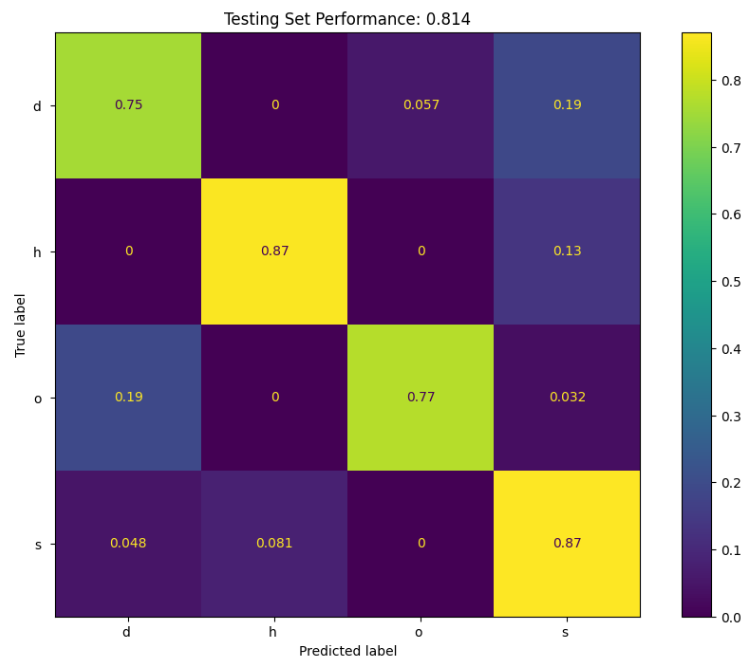 Testing Set Performance: 0.814
d 0.75 0 0.057 0.19
h 0 0.87 0 0.13
o 0.19 0 0.77 0.032
s 0.048 0.081 0 0.87
d h o s
Predicted label
True label
0.8
0.7
0.6
0.5
0.4
0.3
0.2
0.1
0.0